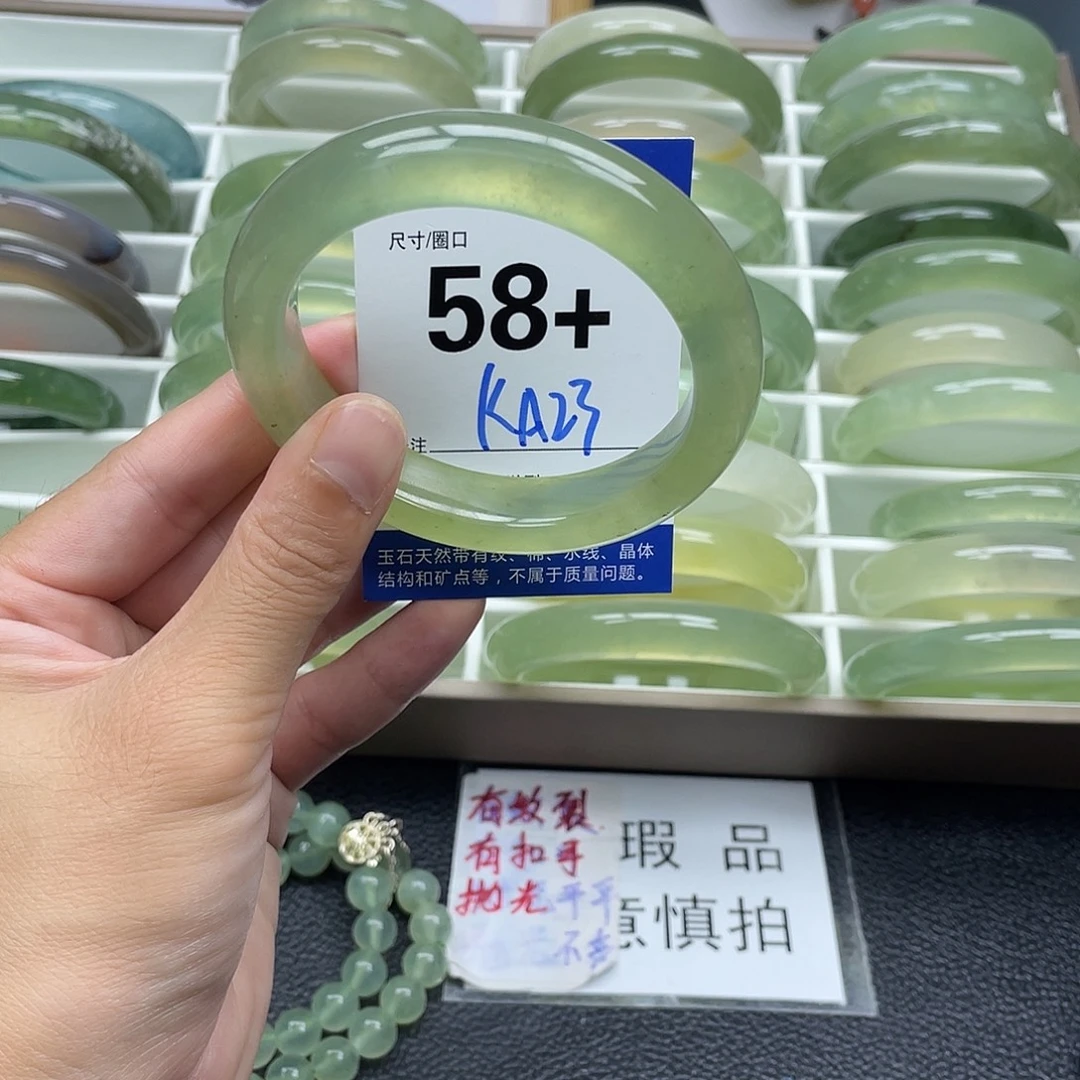 尺寸/圈口
58+
KA23
注
玉石天然带有纹、棉、水线、晶体
结构和矿点等，不属于质量问题。
有纹裂
有扣手
抛光
瑕品
意慎拍